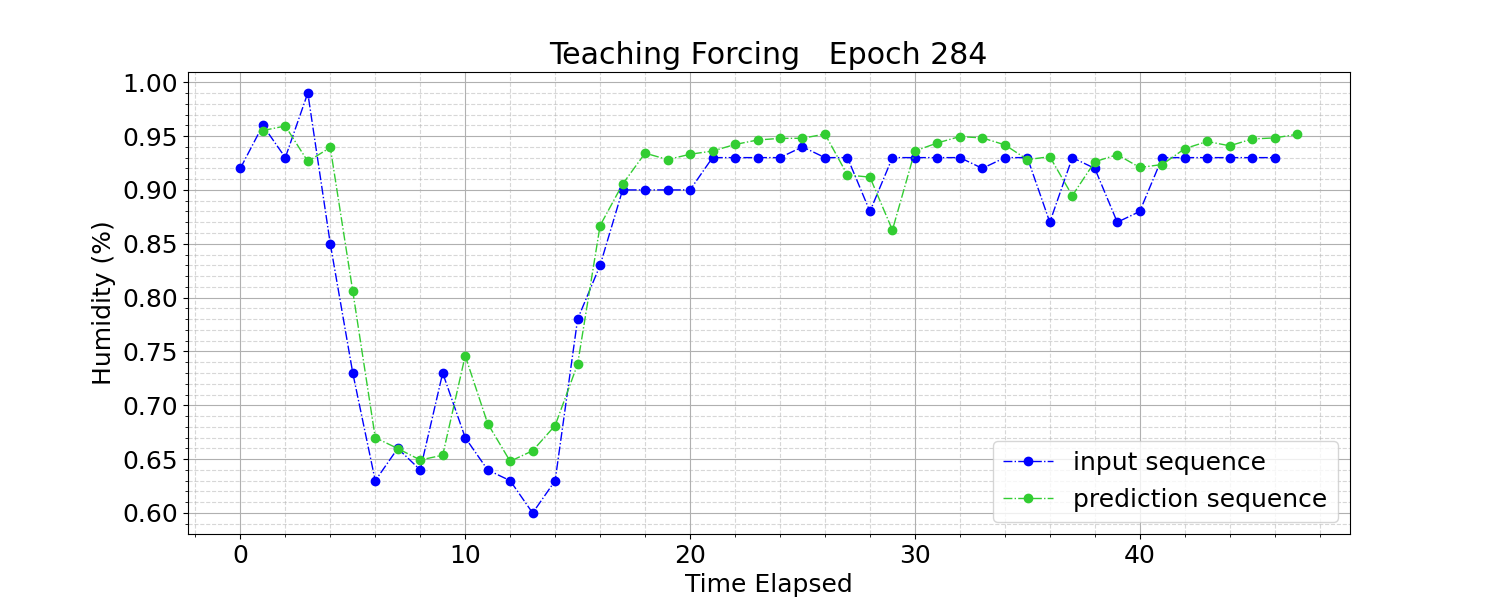 Teaching Forcing   Epoch 284
1.00
0.95
0.90
0.85
0.80
0.75
0.70
0.65
0.60
Humidity (%)
input sequence
prediction sequence
0 10 20 30 40
Time Elapsed